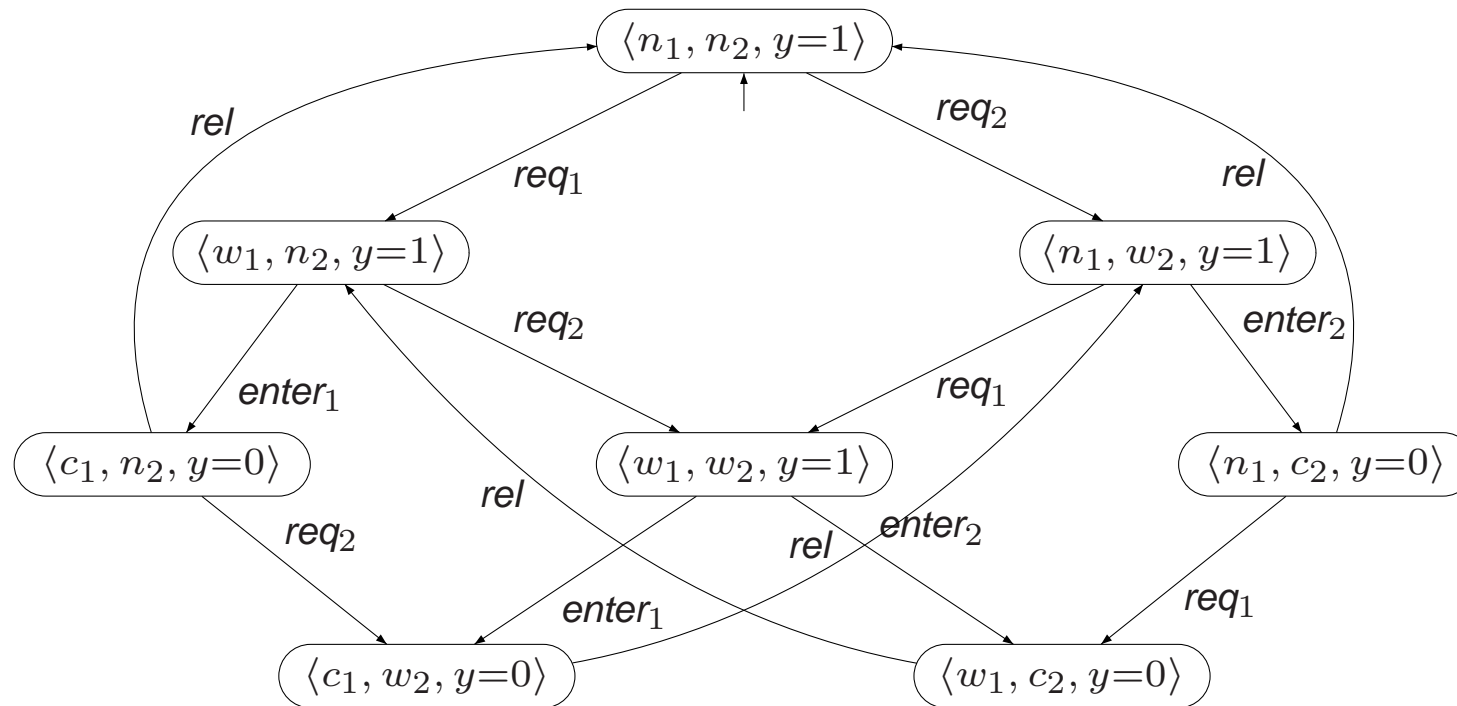 ⟨n₁, n₂, y=1⟩
req₂
rel
rel
req₁
⟨w₁, n₂, y=1⟩
⟨n₁, w₂, y=1⟩
req₂
enter₂
enter₁
req₁
⟨c₁, n₂, y=0⟩
⟨w₁, w₂, y=1⟩
⟨n₁, c₂, y=0⟩
rel
req₂
rel
enter₂
enter₁
req₁
⟨c₁, w₂, y=0⟩
⟨w₁, c₂, y=0⟩